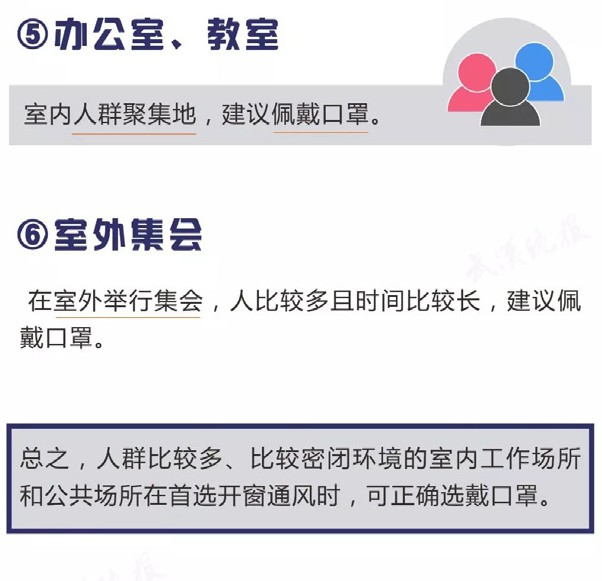 ⑤办公室、教室
室内人群聚集地，建议佩戴口罩。
⑥室外集会
武汉晚报
在室外举行集会，人比较多且时间比较长，建议佩
戴口罩。
总之，人群比较多、比较密闭环境的室内工作场所
和公共场所在首选开窗通风时，可正确选戴口罩。